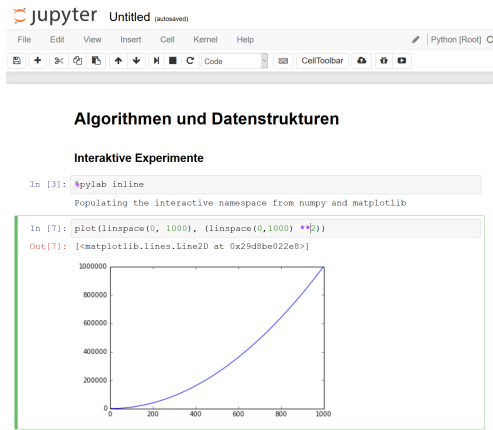 jupyter Untitled (autosaved)
File Edit View Insert Cell Kernel Help Python [Root]
Code CellToolbar
Algorithmen und Datenstrukturen
Interaktive Experimente
In [3]: %pylab inline
Populating the interactive namespace from numpy and matplotlib
In [7]: plot(linspace(0, 1000), (linspace(0,1000) **2))
Out[7]: [<matplotlib.lines.Line2D at 0x29d8be022e8>]
1000000
800000
600000
400000
200000
0
0 200 400 600 800 1000